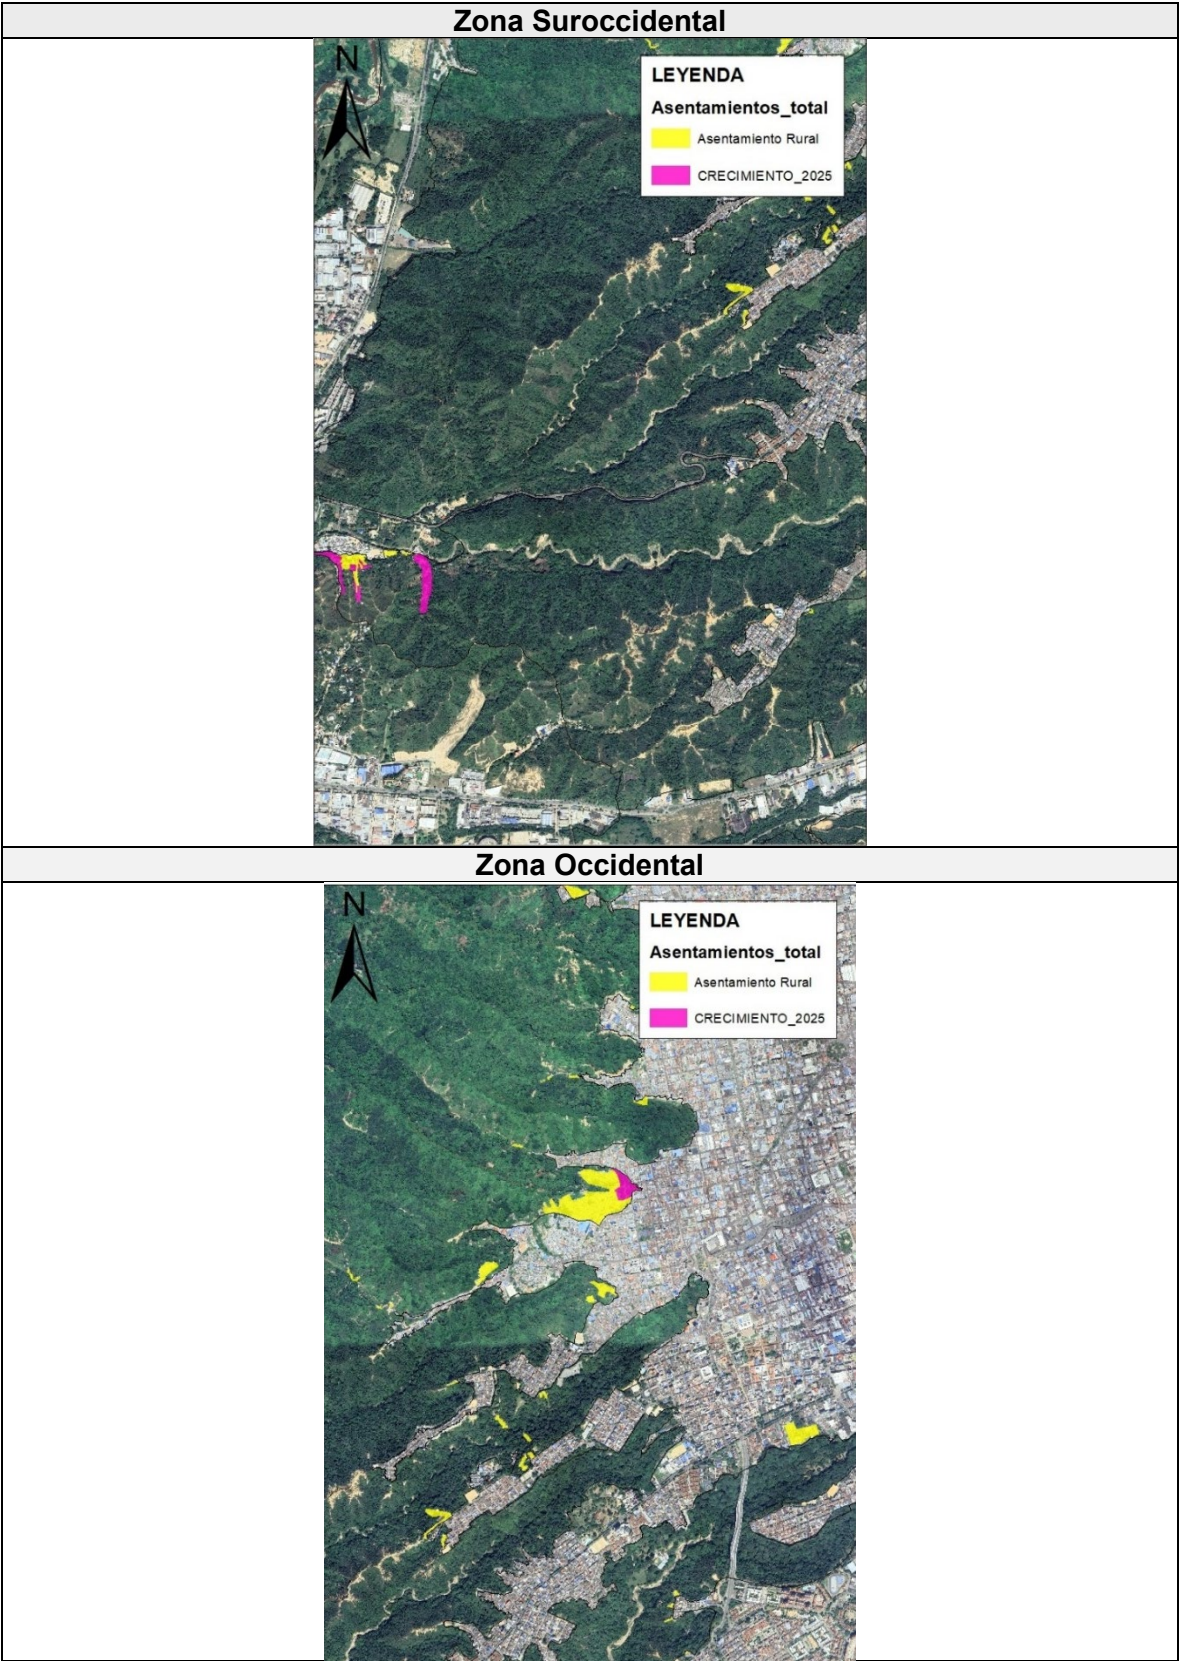 Zona Suroccidental
N
LEYENDA
Asentamientos_total
Asentamiento Rural
CRECIMIENTO_2025
Zona Occidental
N
LEYENDA
Asentamientos_total
Asentamiento Rural
CRECIMIENTO_2025